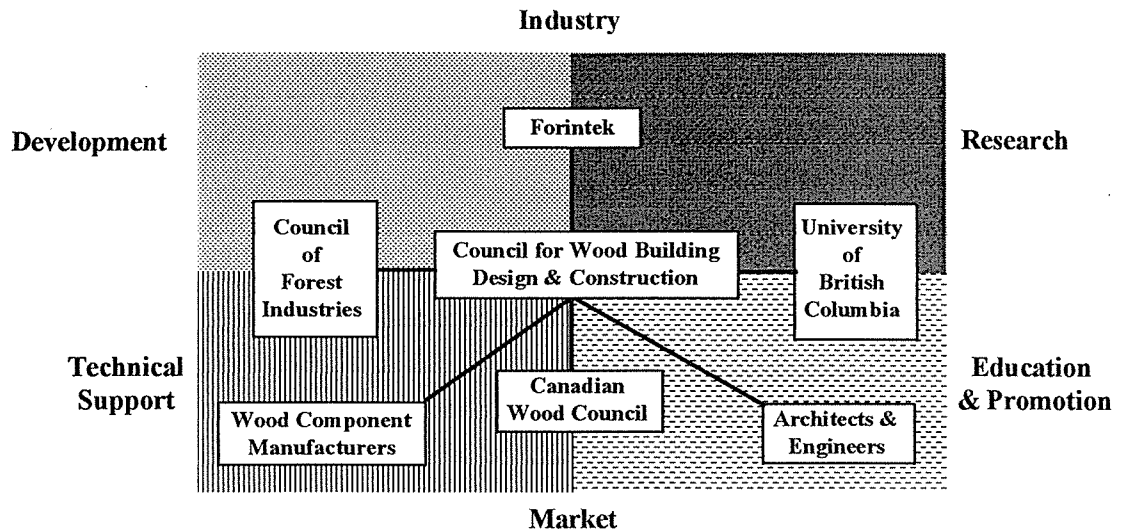 Industry
Development
Forintek
Research
Council
of
Forest
Industries
Council for Wood Building
Design & Construction
University
of
British
Columbia
Technical
Support
Wood Component
Manufacturers
Canadian
Wood Council
Architects &
Engineers
Education
& Promotion
Market